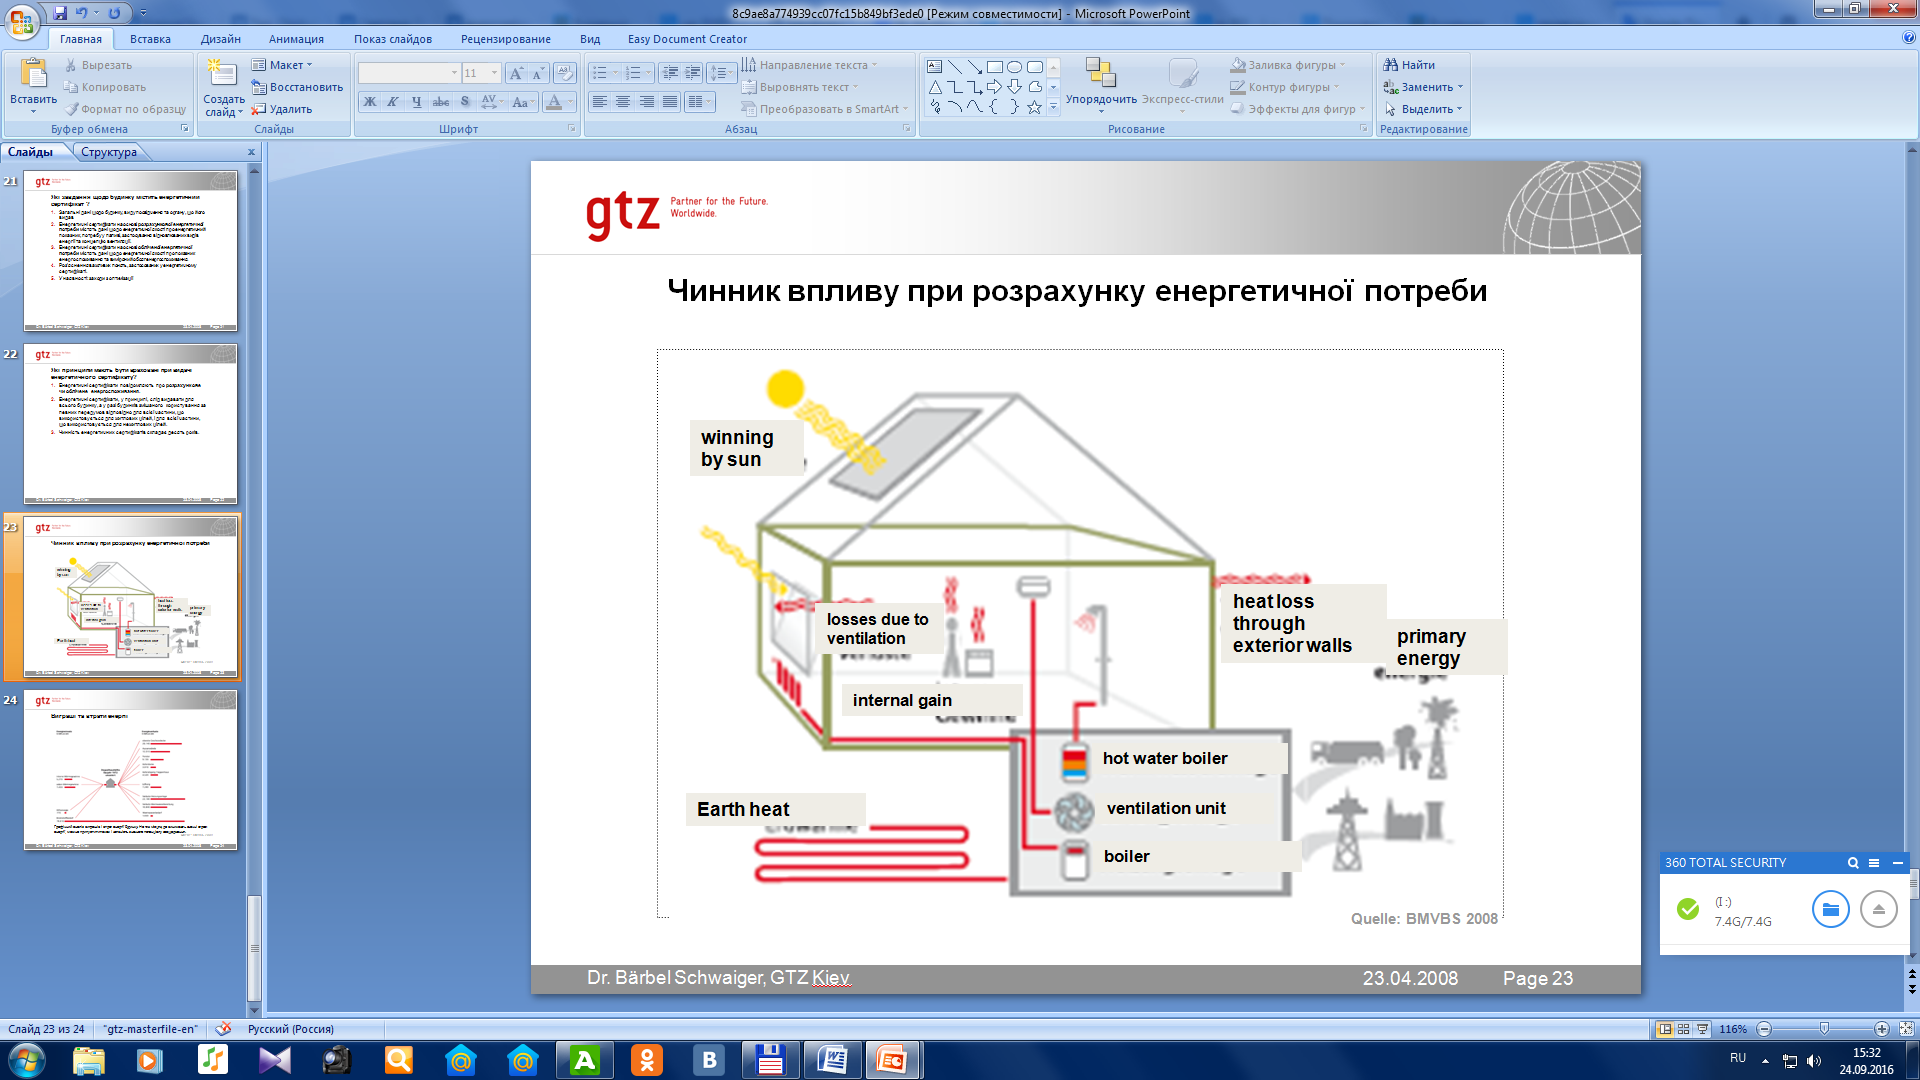 8c9ae8a774939cc07fc15b849bf3ede0 [Режим совместимости] - Microsoft PowerPoint
Главная Вставка Дизайн Анимация Показ слайдов Рецензирование Вид Easy Document Creator
Вставить
Вырезать
Копировать
Формат по образцу
Буфер обмена
Создать слайд
Макет
Восстановить
Удалить
Слайды
11
Шрифт
Направление текста
Выровнять текст
Преобразовать в SmartArt
Абзац
Упорядочить
Экспресс-стили
Заливка фигуры
Контур фигуры
Эффекты для фигур
Рисование
Найти
Заменить
Выделить
Редактирование
Слайды Структура
21
22
23
24
gtz
Partner for the Future.
Worldwide.
Чинник впливу при розрахунку енергетичної потреби
winning
by sun
losses due to
ventilation
internal gain
heat loss
through
exterior walls
primary
energy
hot water boiler
ventilation unit
boiler
Earth heat
Quelle: BMVBS 2008
Dr. Bärbel Schwaiger, GTZ Kiev 23.04.2008 Page 23
360 TOTAL SECURITY
(I :)
7.4G/7.4G
Слайд 23 из 24 "gtz-masterfile-en" Русский (Россия) 116%
RU 15:32
24.09.2016